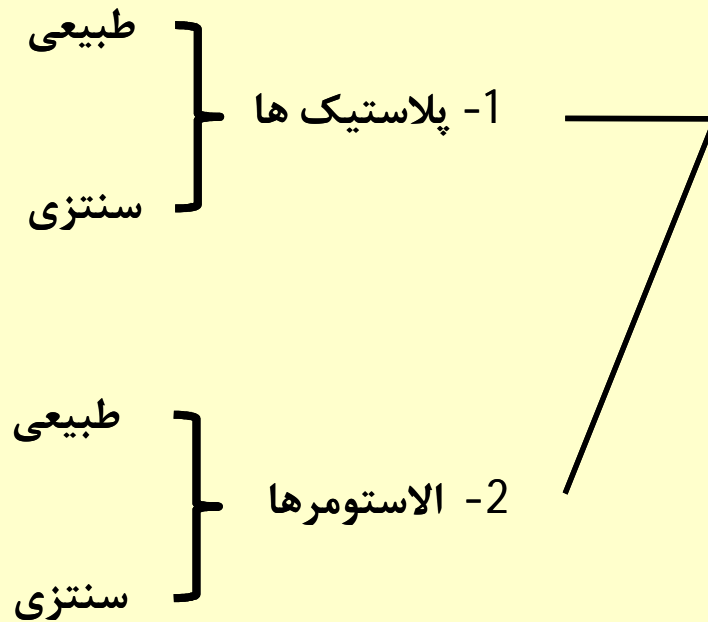 1- پلاستیک ها
طبیعی
سنتزی
2- الاستومرها
طبیعی
سنتزی